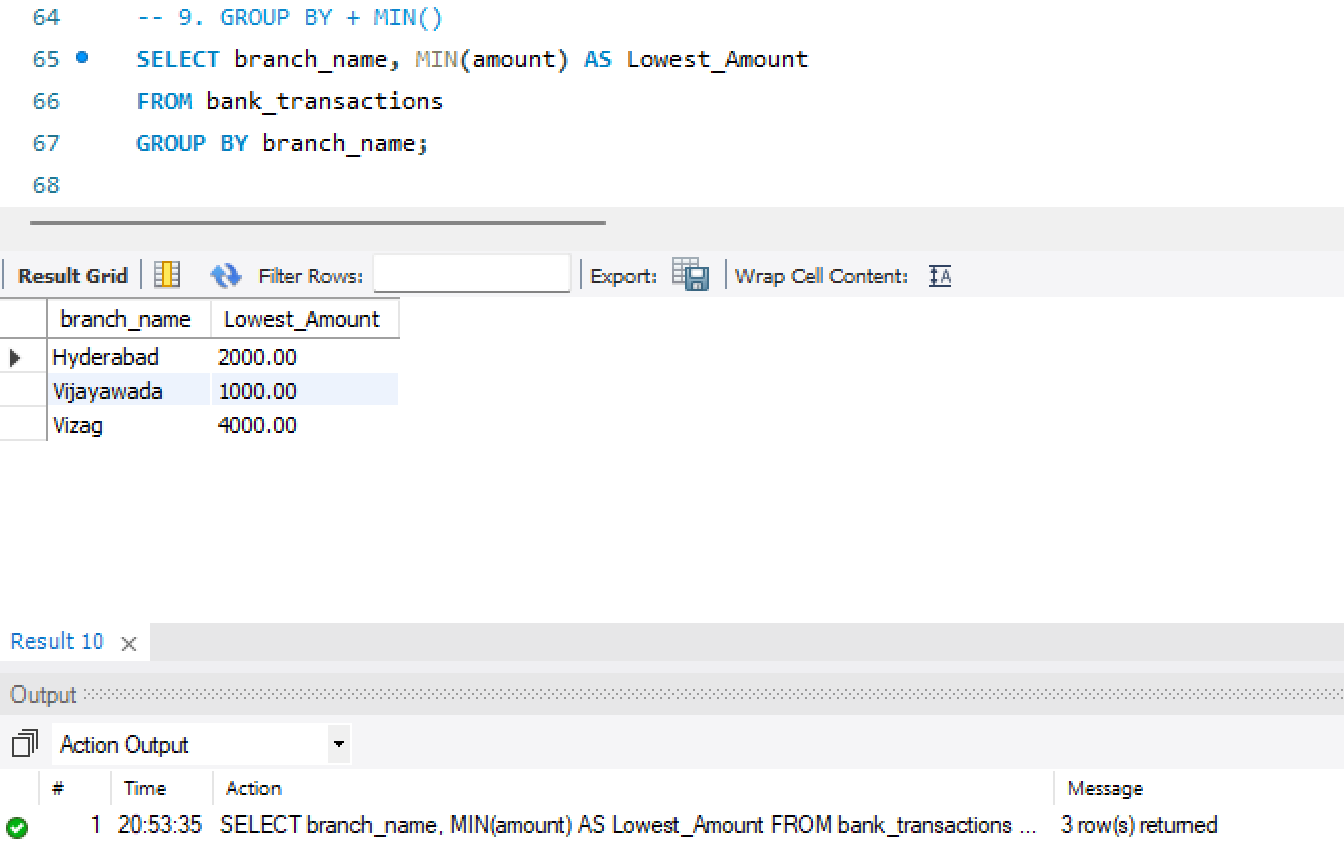 64 -- 9. GROUP BY + MIN()
65 SELECT branch_name, MIN(amount) AS Lowest_Amount
66 FROM bank_transactions
67 GROUP BY branch_name;
68
Result Grid Filter Rows: Export: Wrap Cell Content:
branch_name Lowest_Amount
Hyderabad 2000.00
Vijayawada 1000.00
Vizag 4000.00
Result 10
Output
Action Output
# Time Action Message
1 20:53:35 SELECT branch_name, MIN(amount) AS Lowest_Amount FROM bank_transactions ... 3 row(s) returned